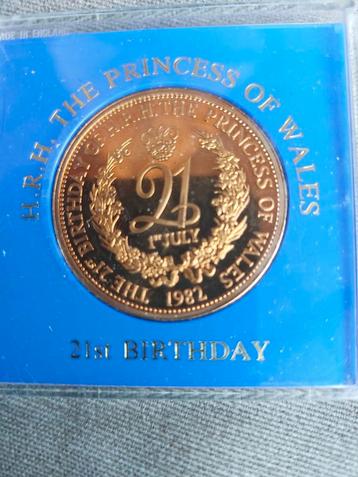 MADE IN ENGLAND
H.R.H. THE PRINCESS OF WALES
THE 21st BIRTHDAY OF H.R.H. THE PRINCESS OF WALES
21
1ST JULY
1982
21st BIRTHDAY